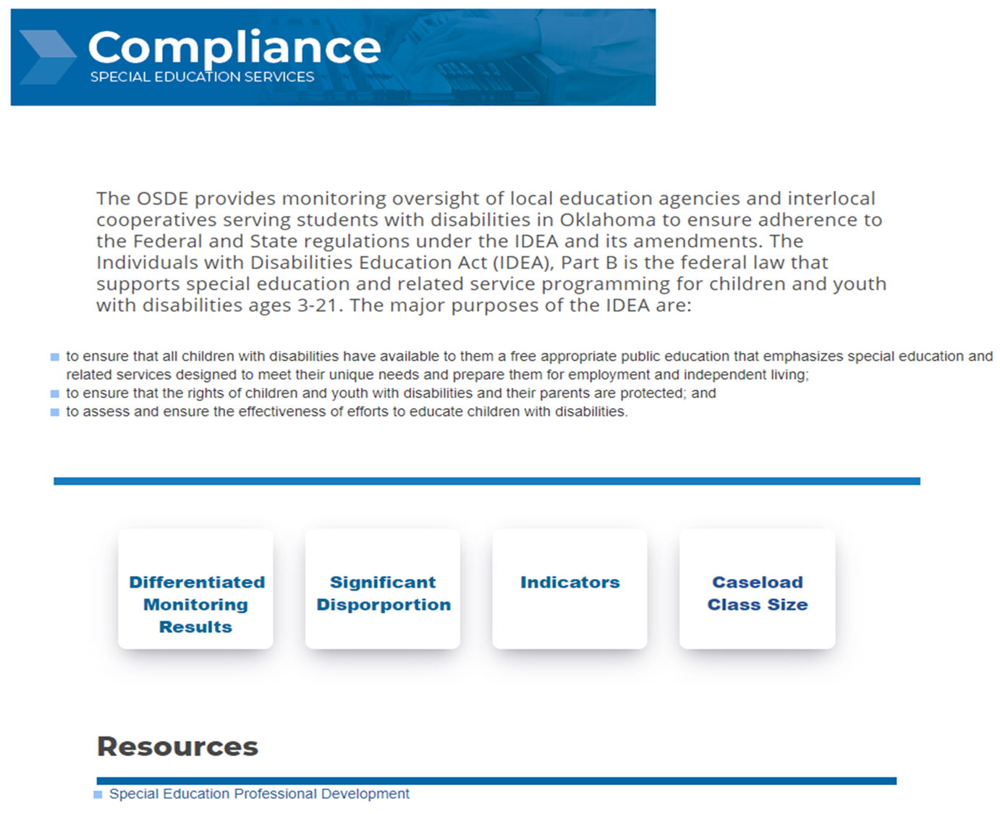 Compliance
SPECIAL EDUCATION SERVICES
The OSDE provides monitoring oversight of local education agencies and interlocal
cooperatives serving students with disabilities in Oklahoma to ensure adherence to
the Federal and State regulations under the IDEA and its amendments. The
Individuals with Disabilities Education Act (IDEA), Part B is the federal law that
supports special education and related service programming for children and youth
with disabilities ages 3-21. The major purposes of the IDEA are:
to ensure that all children with disabilities have available to them a free appropriate public education that emphasizes special education and
related services designed to meet their unique needs and prepare them for employment and independent living;
to ensure that the rights of children and youth with disabilities and their parents are protected; and
to assess and ensure the effectiveness of efforts to educate children with disabilities.
Differentiated
Monitoring
Results
Significant
Disporportion
Indicators
Caseload
Class Size
Resources
Special Education Professional Development